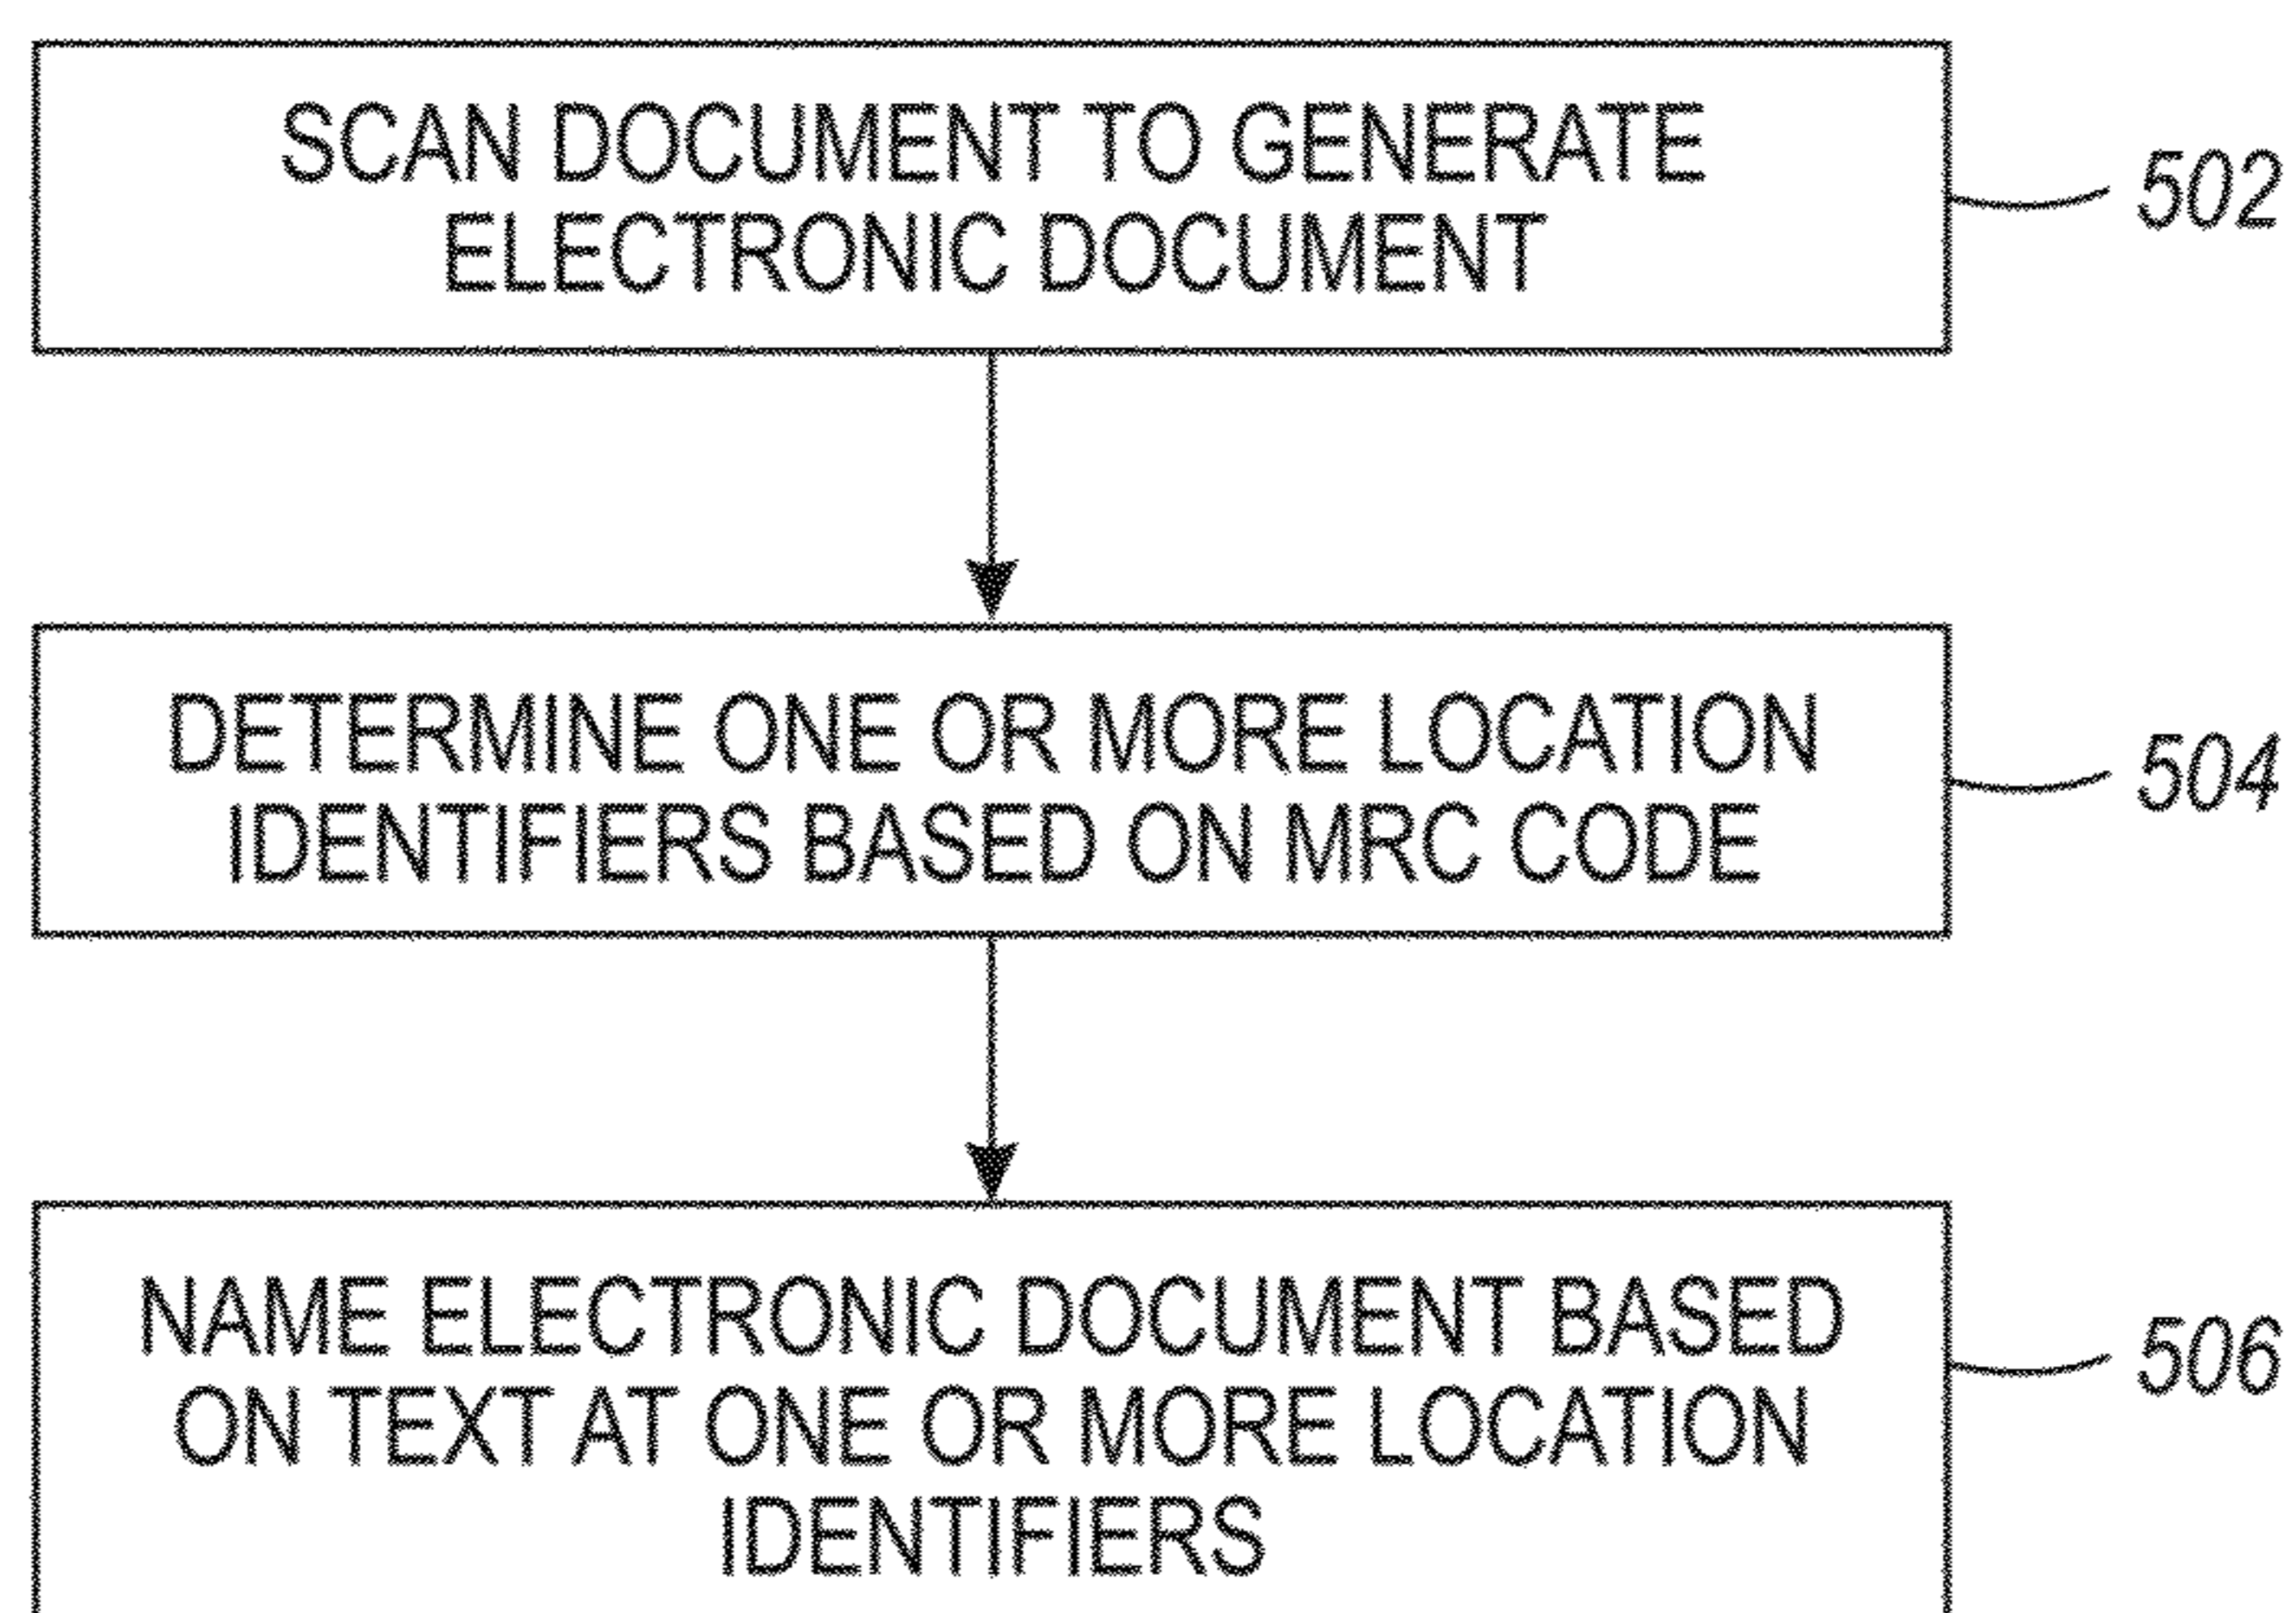 SCAN DOCUMENT TO GENERATE
ELECTRONIC DOCUMENT
502
DETERMINE ONE OR MORE LOCATION
IDENTIFIERS BASED ON MRC CODE
504
NAME ELECTRONIC DOCUMENT BASED
ON TEXT AT ONE OR MORE LOCATION
IDENTIFIERS
506